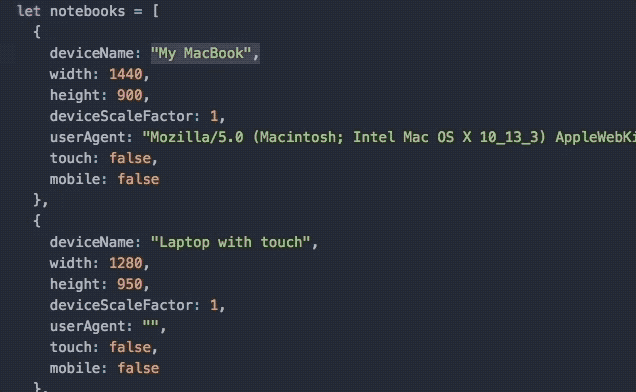 let notebooks = [
{
deviceName: "My MacBook",
width: 1440,
height: 900,
deviceScaleFactor: 1,
userAgent: "Mozilla/5.0 (Macintosh; Intel Mac OS X 10_13_3) AppleWebKi
touch: false,
mobile: false
},
{
deviceName: "Laptop with touch",
width: 1280,
height: 950,
deviceScaleFactor: 1,
userAgent: "",
touch: false,
mobile: false
},